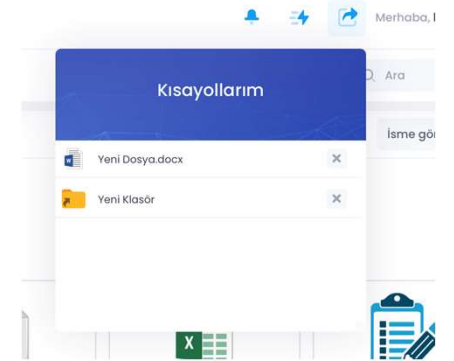 Merhaba,
Ara
Kısayollarım
İsme gö
Yeni Dosya.docx
Yeni Klasör